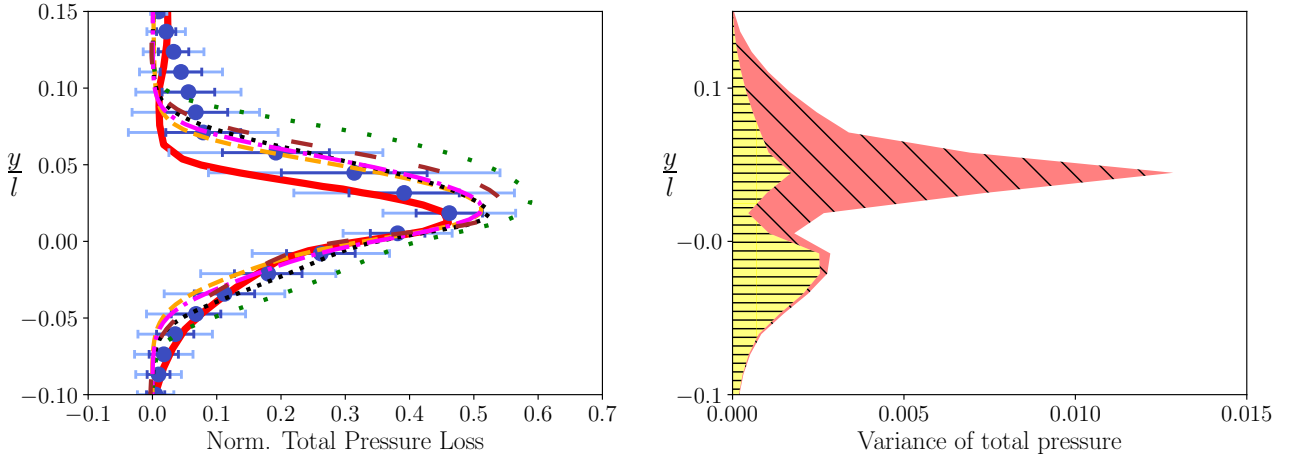 0.15
0.10
0.05
0.00
−0.05
−0.10
y
l
−0.1 0.0 0.1 0.2 0.3 0.4 0.5 0.6 0.7
Norm. Total Pressure Loss
0.1
−0.0
−0.1
y
l
0.000 0.005 0.010 0.015
Variance of total pressure